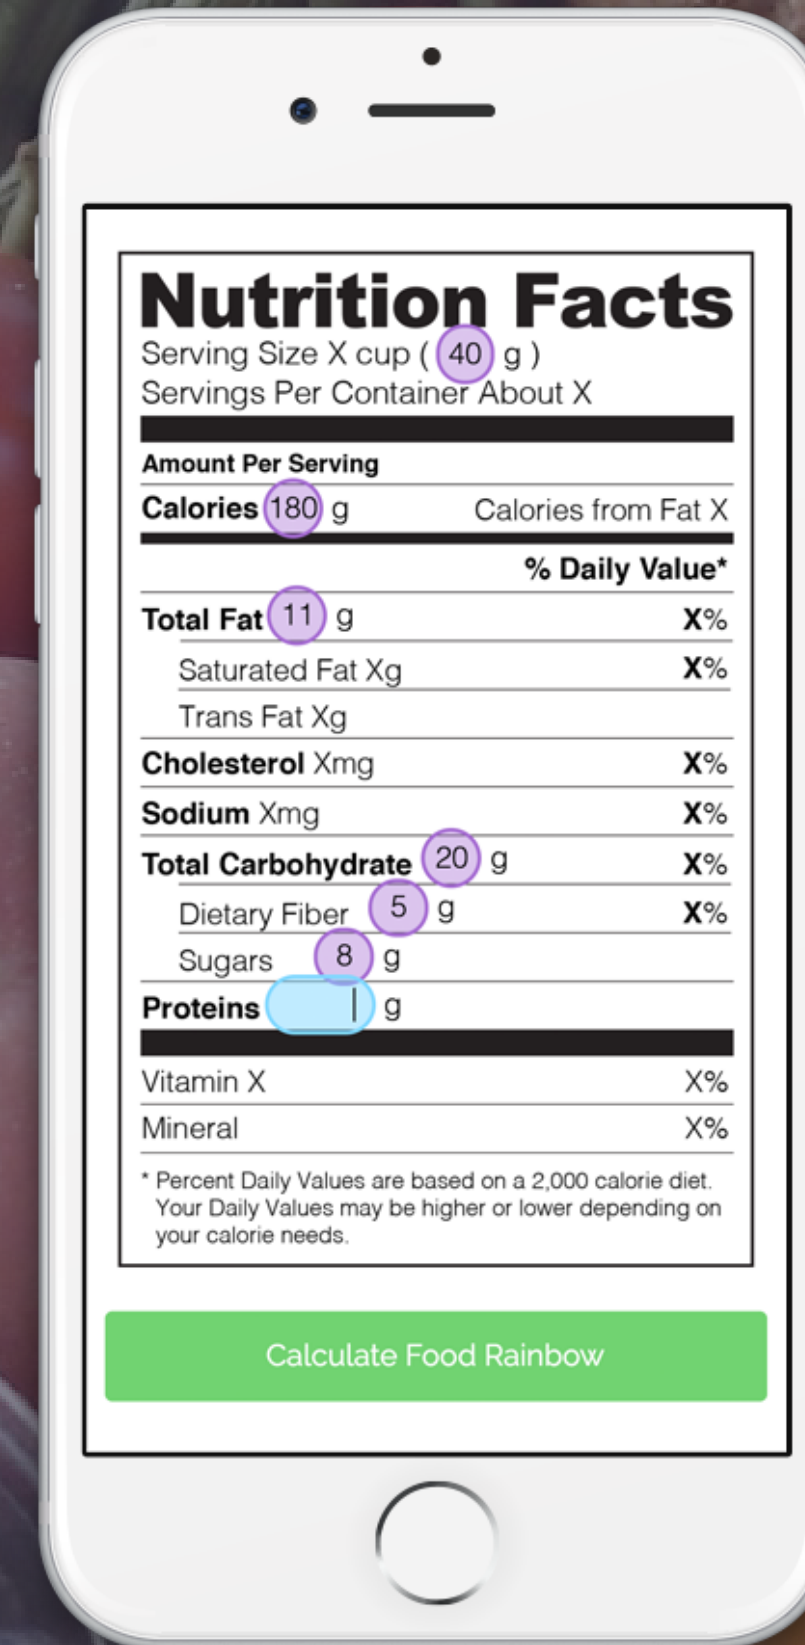 Nutrition Facts
Serving Size X cup ( 40 g )
Servings Per Container About X
Amount Per Serving
Calories 180 g Calories from Fat X
% Daily Value*
Total Fat 11 g X%
Saturated Fat Xg X%
Trans Fat Xg
Cholesterol Xmg X%
Sodium Xmg X%
Total Carbohydrate 20 g X%
Dietary Fiber 5 g X%
Sugars 8 g
Proteins g
Vitamin X X%
Mineral X%
* Percent Daily Values are based on a 2,000 calorie diet.
Your Daily Values may be higher or lower depending on
your calorie needs.
Calculate Food Rainbow